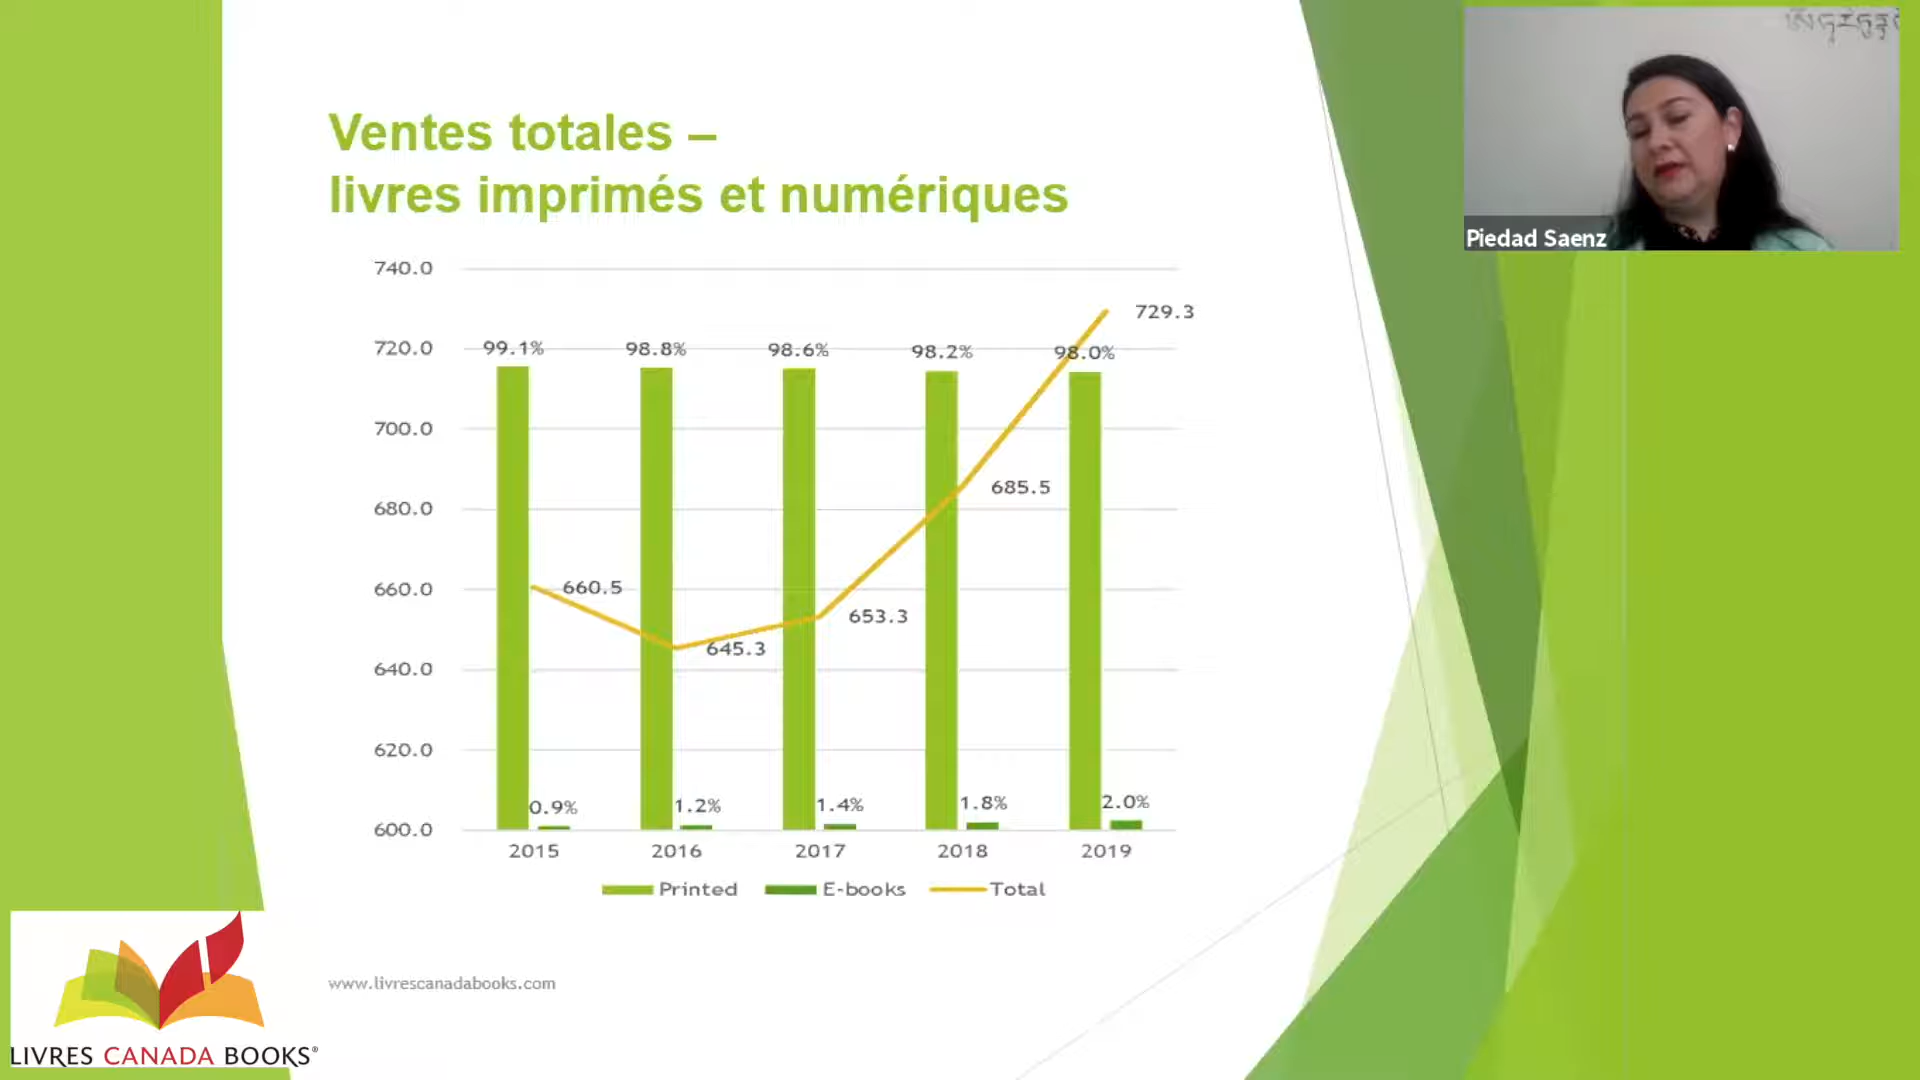 Ventes totales –
livres imprimés et numériques
Piedad Saenz
740.0
729.3
720.0
99.1% 98.8% 98.6% 98.2% 98.0%
700.0
685.5
680.0
660.0
660.5
653.3
645.3
640.0
620.0
0.9% 1.2% 1.4% 1.8% 2.0%
600.0
2015 2016 2017 2018 2019
Printed E-books Total
www.livrescanadabooks.com
LIVRES CANADA BOOKS®